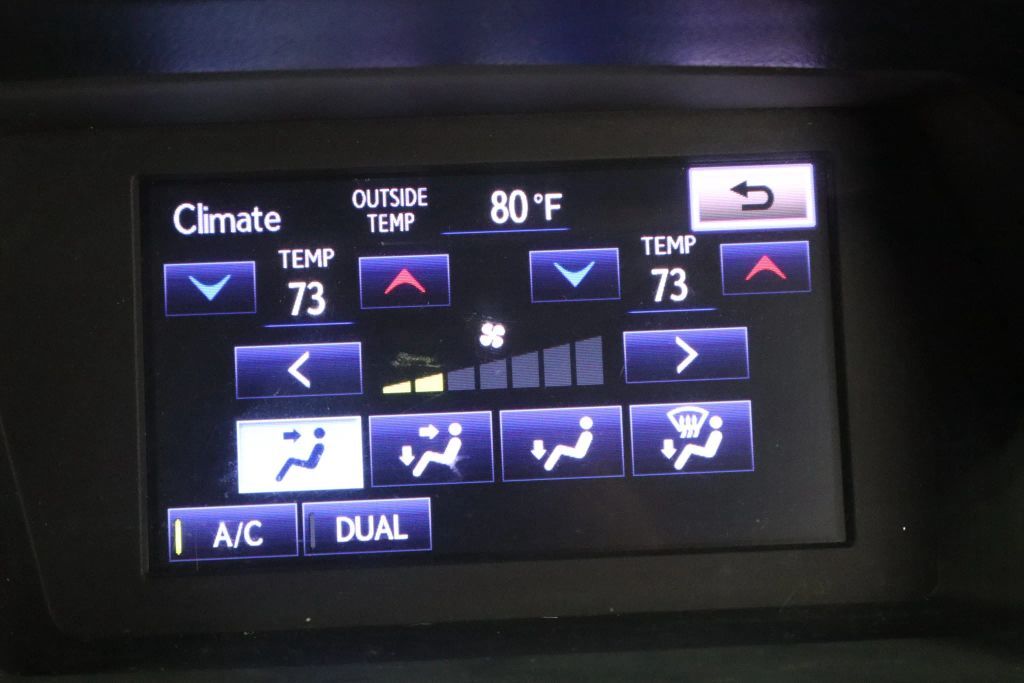 Climate
OUTSIDE
TEMP
80°F
TEMP
73
TEMP
73
A/C
DUAL